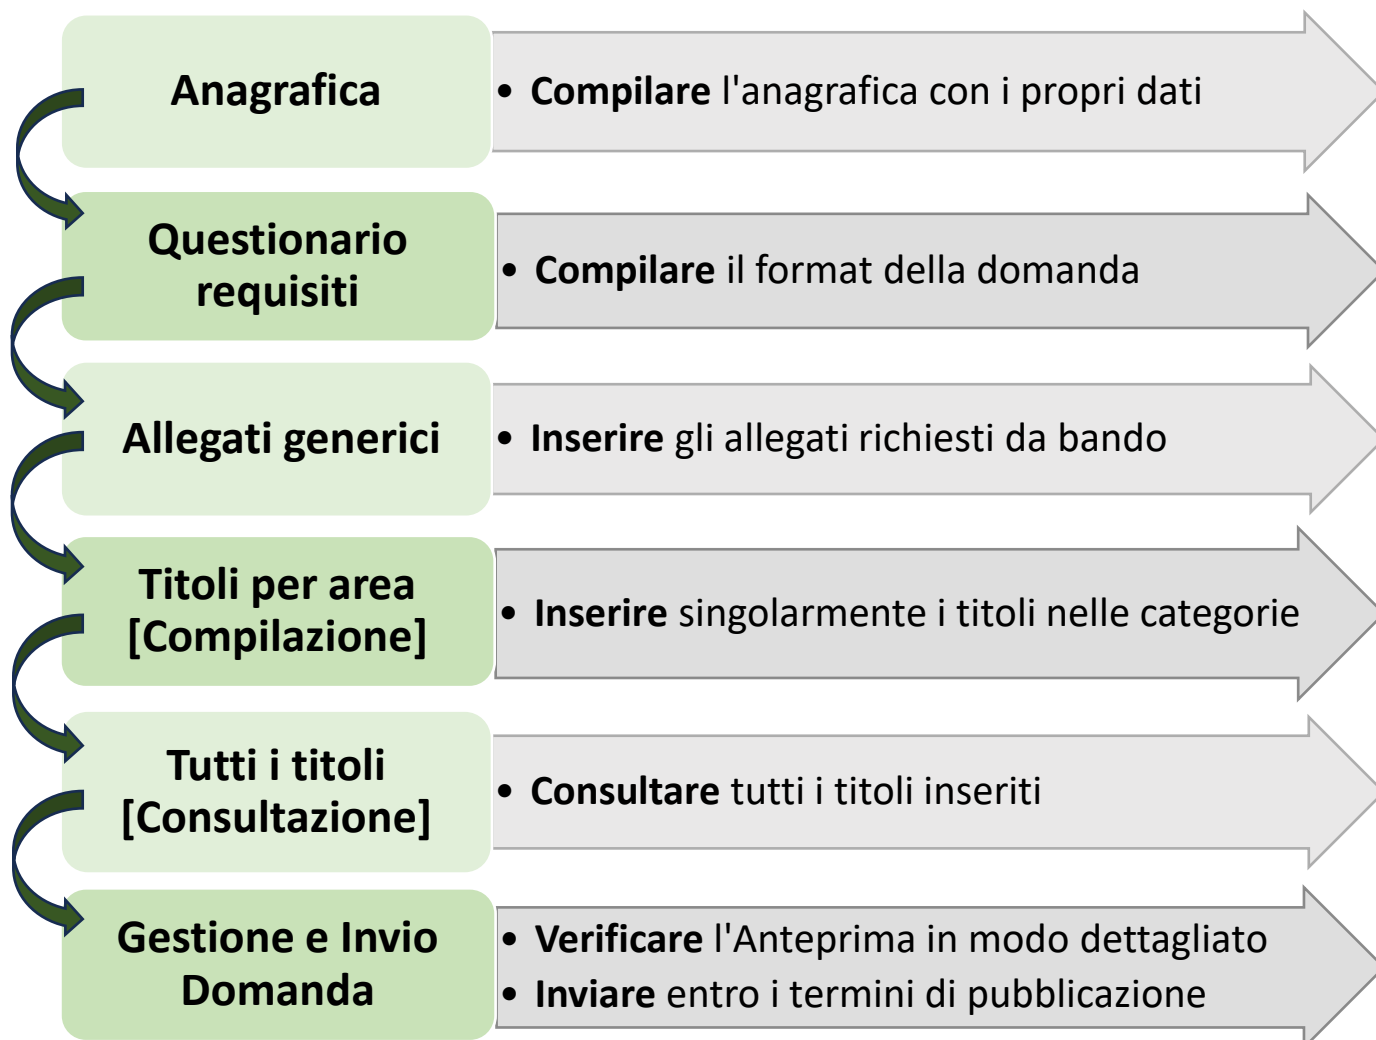 Anagrafica
• Compilare l'anagrafica con i propri dati
Questionario
requisiti
• Compilare il format della domanda
Allegati generici
• Inserire gli allegati richiesti da bando
Titoli per area
[Compilazione]
• Inserire singolarmente i titoli nelle categorie
Tutti i titoli
[Consultazione]
• Consultare tutti i titoli inseriti
Gestione e Invio
Domanda
• Verificare l'Anteprima in modo dettagliato
• Inviare entro i termini di pubblicazione